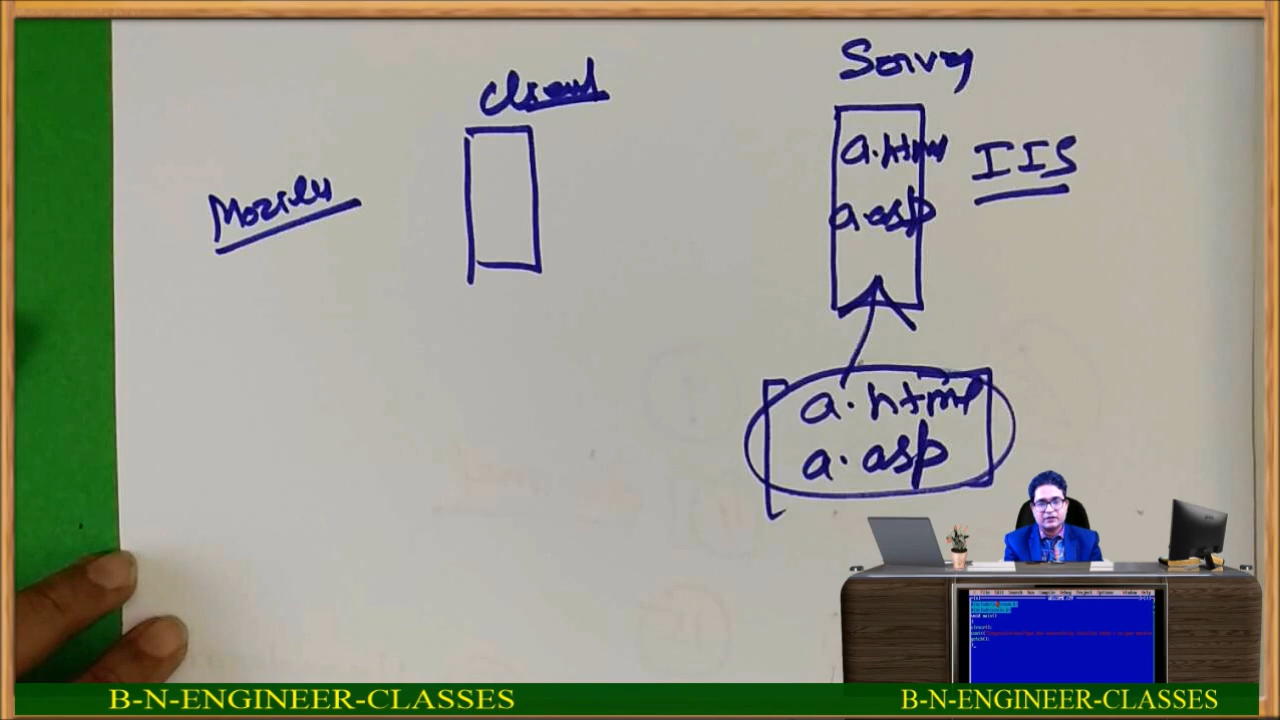 Client
Server
Mozilla
a.html
IIS
a.asp
a.html
a.asp
B-N-ENGINEER-CLASSES
B-N-ENGINEER-CLASSES